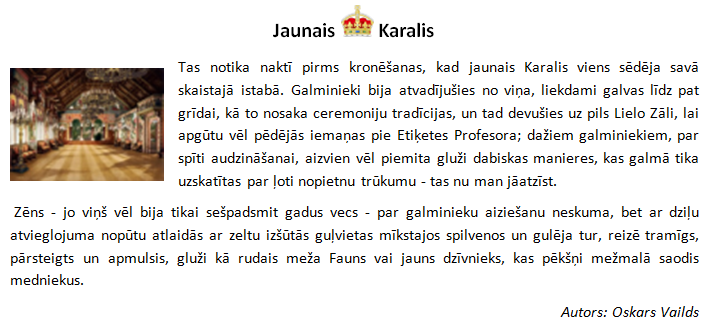 Jaunais Karalis
Tas notika naktī pirms kronēšanas, kad jaunais Karalis viens sēdēja savā
skaistajā istabā. Galminieki bija atvadījušies no viņa, liekdami galvas līdz pat
grīdai, kā to nosaka ceremoniju tradīcijas, un tad devušies uz pils Lielo Zāli, lai
apgūtu vēl pēdējās iemaņas pie Etiķetes Profesora; dažiem galminiekiem, par
spīti audzināšanai, aizvien vēl piemita gluži dabiskas manieres, kas galmā tika
uzskatītas par ļoti nopietnu trūkumu - tas nu man jāatzīst.
Zēns - jo viņš vēl bija tikai sešpadsmit gadus vecs - par galminieku aiziešanu neskuma, bet ar dziļu
atvieglojuma nopūtu atlaidās ar zeltu izšūtās guļvietas mīkstajos spilvenos un gulēja tur, reizē tramīgs,
pārsteigts un apmulsis, gluži kā rudais meža Fauns vai jauns dzīvnieks, kas pēkšņi mežmalā saodis
medniekus.
Autors: Oskars Vailds